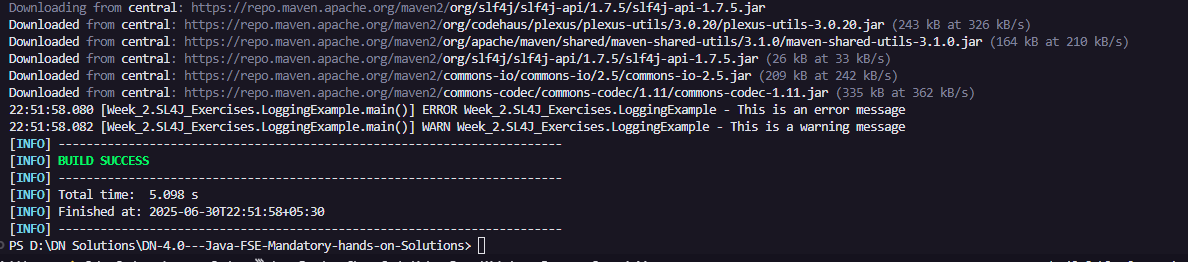 Downloading from central: https://repo.maven.apache.org/maven2/org/slf4j/slf4j-api/1.7.5/slf4j-api-1.7.5.jar
Downloaded from central: https://repo.maven.apache.org/maven2/org/codehaus/plexus/plexus-utils/3.0.20/plexus-utils-3.0.20.jar (243 kB at 326 kB/s)
Downloaded from central: https://repo.maven.apache.org/maven2/org/apache/maven/shared/maven-shared-utils/3.1.0/maven-shared-utils-3.1.0.jar (164 kB at 210 kB/s)
Downloaded from central: https://repo.maven.apache.org/maven2/org/slf4j/slf4j-api/1.7.5/slf4j-api-1.7.5.jar (26 kB at 33 kB/s)
Downloaded from central: https://repo.maven.apache.org/maven2/commons-io/commons-io/2.5/commons-io-2.5.jar (209 kB at 242 kB/s)
Downloaded from central: https://repo.maven.apache.org/maven2/commons-codec/commons-codec/1.11/commons-codec-1.11.jar (335 kB at 362 kB/s)
22:51:58.080 [Week_2.SL4J_Exercises.LoggingExample.main()] ERROR Week_2.SL4J_Exercises.LoggingExample - This is an error message
22:51:58.082 [Week_2.SL4J_Exercises.LoggingExample.main()] WARN Week_2.SL4J_Exercises.LoggingExample - This is a warning message
[INFO] ------------------------------------------------------------------------
[INFO] BUILD SUCCESS
[INFO] ------------------------------------------------------------------------
[INFO] Total time:  5.098 s
[INFO] Finished at: 2025-06-30T22:51:58+05:30
[INFO] ------------------------------------------------------------------------
PS D:\DN Solutions\DN-4.0---Java-FSE-Mandatory-hands-on-Solutions>